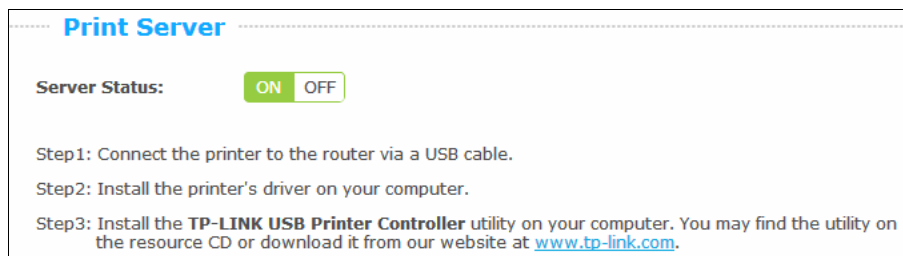 Print Server
Server Status: ON OFF
Step1: Connect the printer to the router via a USB cable.
Step2: Install the printer's driver on your computer.
Step3: Install the TP-LINK USB Printer Controller utility on your computer. You may find the utility on
the resource CD or download it from our website at www.tp-link.com.